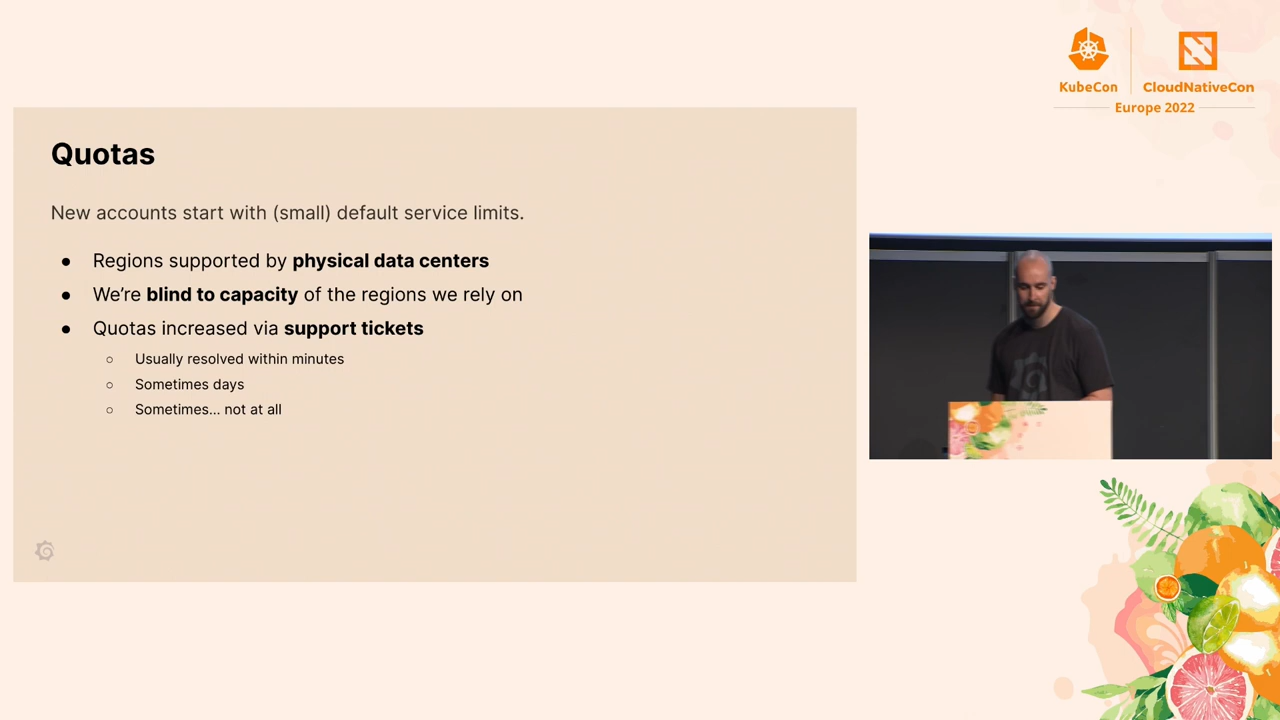 KubeCon
CloudNativeCon
Europe 2022
Quotas
New accounts start with (small) default service limits.
● Regions supported by physical data centers
● We’re blind to capacity of the regions we rely on
● Quotas increased via support tickets
○ Usually resolved within minutes
○ Sometimes days
○ Sometimes... not at all